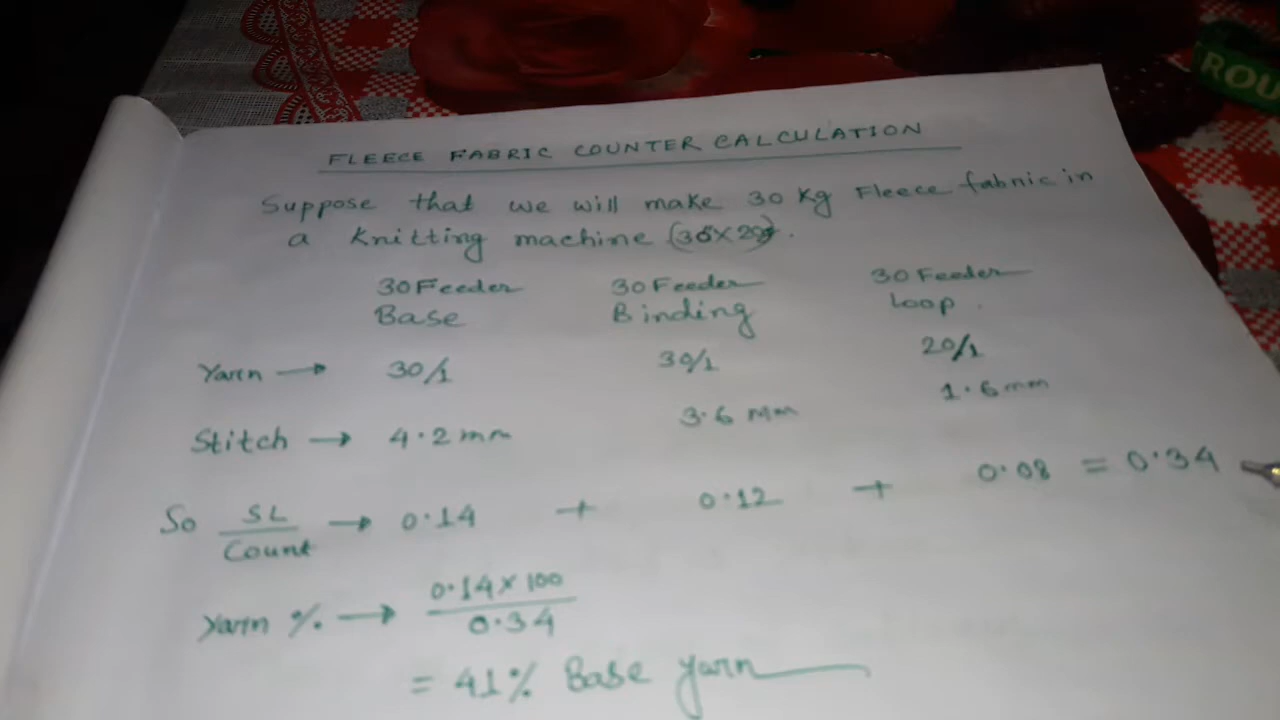 ROU
FLEECE FABRIC COUNTER CALCULATION
Suppose that we will make 30 Kg Fleece fabric in
a Knitting machine
30 Feeder 30 Feeder 30 Feeder
Base Binding Loop
Yarn → 30/1 30/1 20/1
Stitch → 4.2 mm 3.6 mm 1.6 mm
So SL/Count → 0.14 + 0.12 + 0.08 = 0.34
Yarn % → 0.14 × 100 / 0.34
= 41% Base yarn